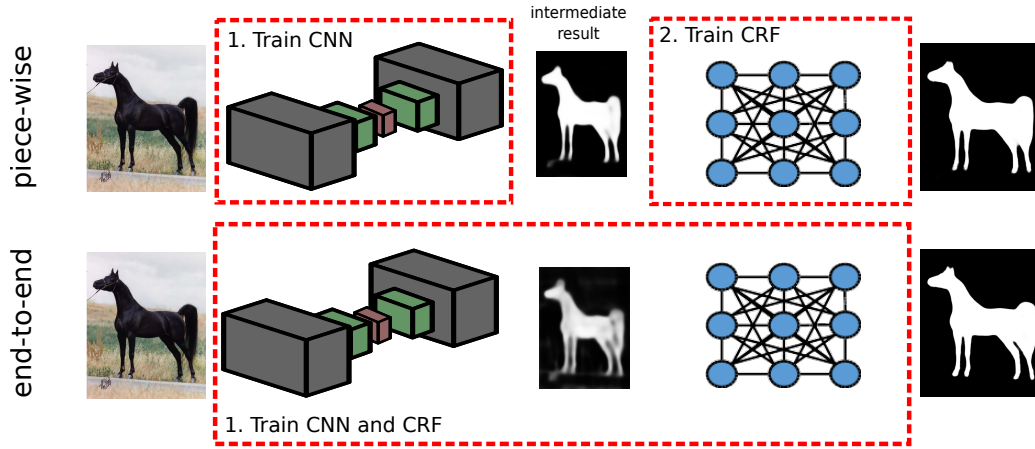 piece-wise
1. Train CNN
intermediate
result
2. Train CRF
end-to-end
1. Train CNN and CRF